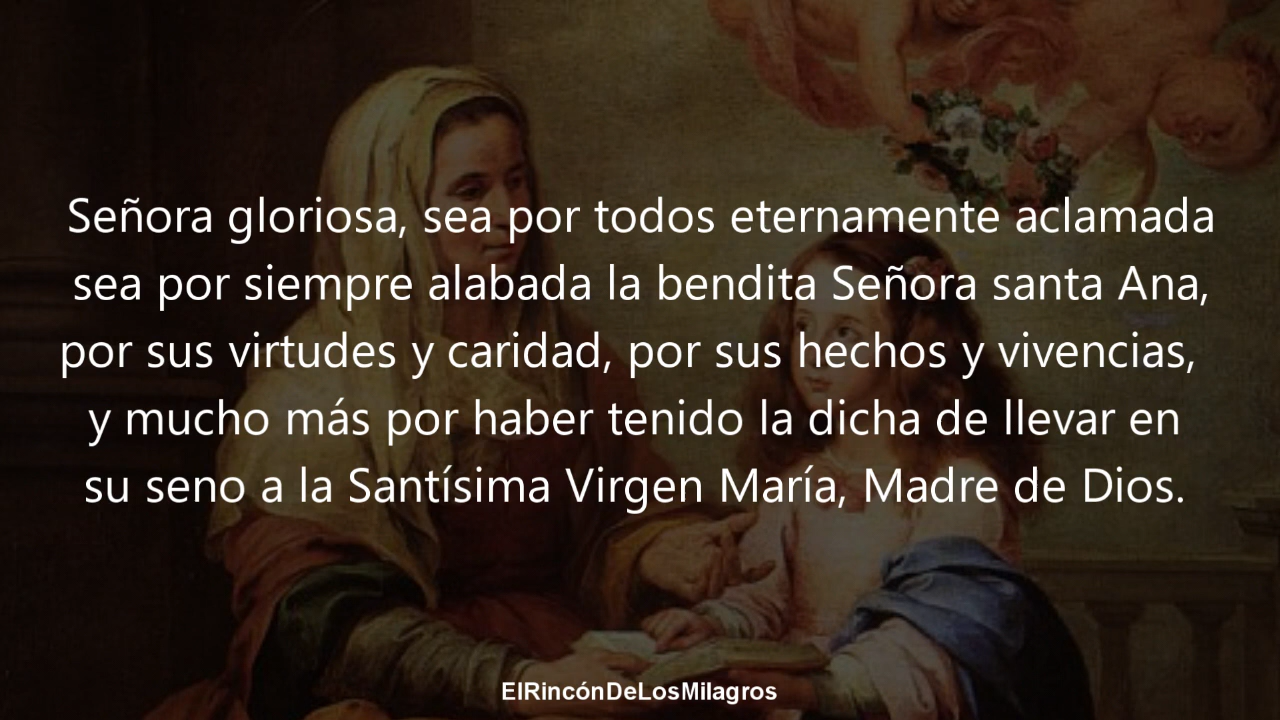 Señora gloriosa, sea por todos eternamente aclamada
sea por siempre alabada la bendita Señora santa Ana,
por sus virtudes y caridad, por sus hechos y vivencias,
y mucho más por haber tenido la dicha de llevar en
su seno a la Santísima Virgen María, Madre de Dios.
ElRincónDeLosMilagros